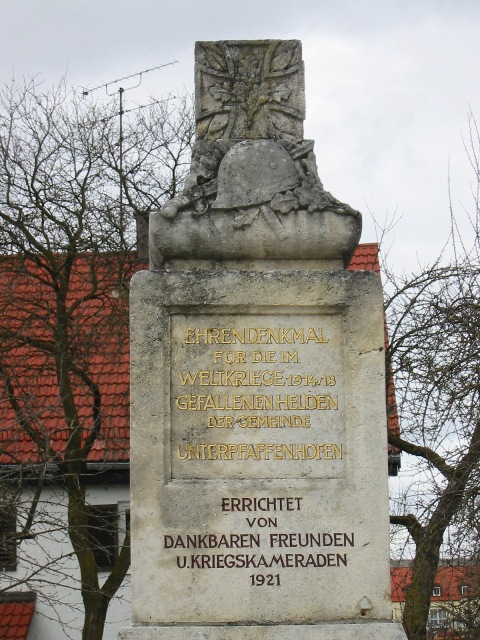 EHRENDENKMAL
FÜR DIE IM
WELTKRIEGE 1914/18
GEFALLENEN HELDEN
DER GEMEINDE
UNTERPFAFFENHOFEN
ERRICHTET
VON
DANKBAREN FREUNDEN
U. KRIEGSKAMERADEN
1921